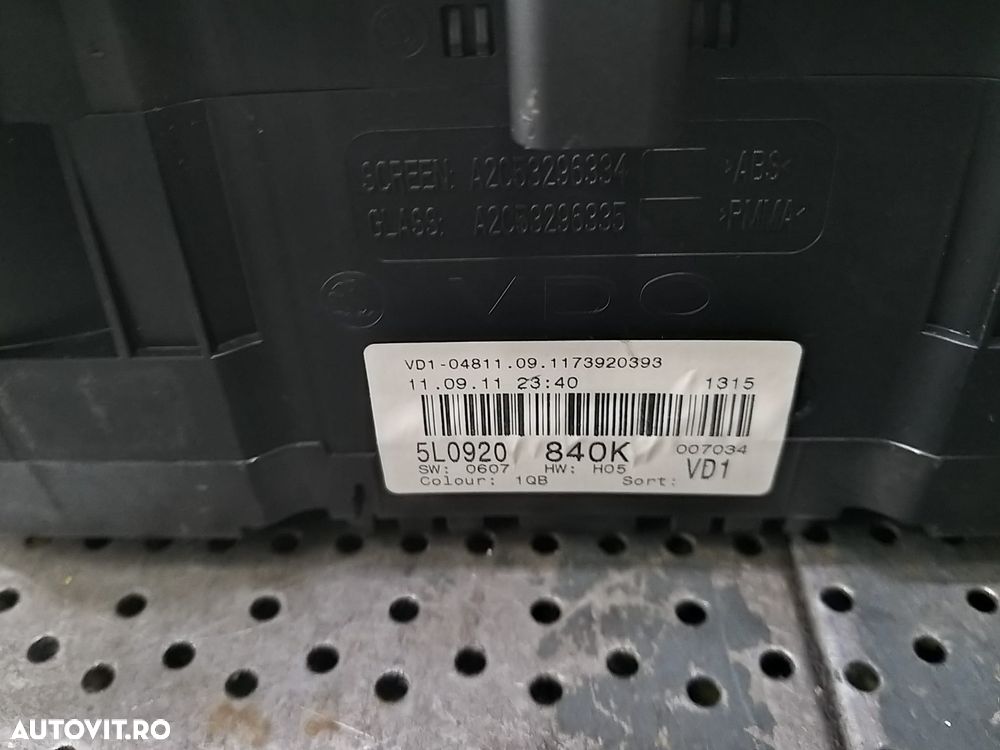 SCREEN: A2C53296334 >ABS<
GLASS: A2C53296335 >PMMA<
VDO
VD1-04811.09.1173920393
11.09.11 23:40 1315
5L0920 840K 007034
SW: 0607 HW: H05 VD1
Colour: 1QB Sort:
AUTOVIT.RO